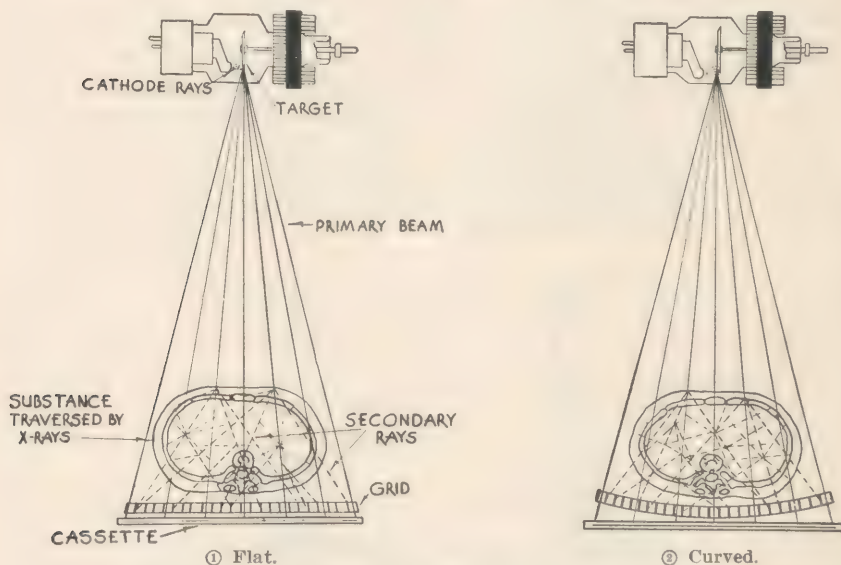 CATHODE RAYS
TARGET
PRIMARY BEAM
SUBSTANCE
TRAVERSED BY
X-RAYS
SECONDARY
RAYS
GRID
CASSETTE
① Flat.
② Curved.